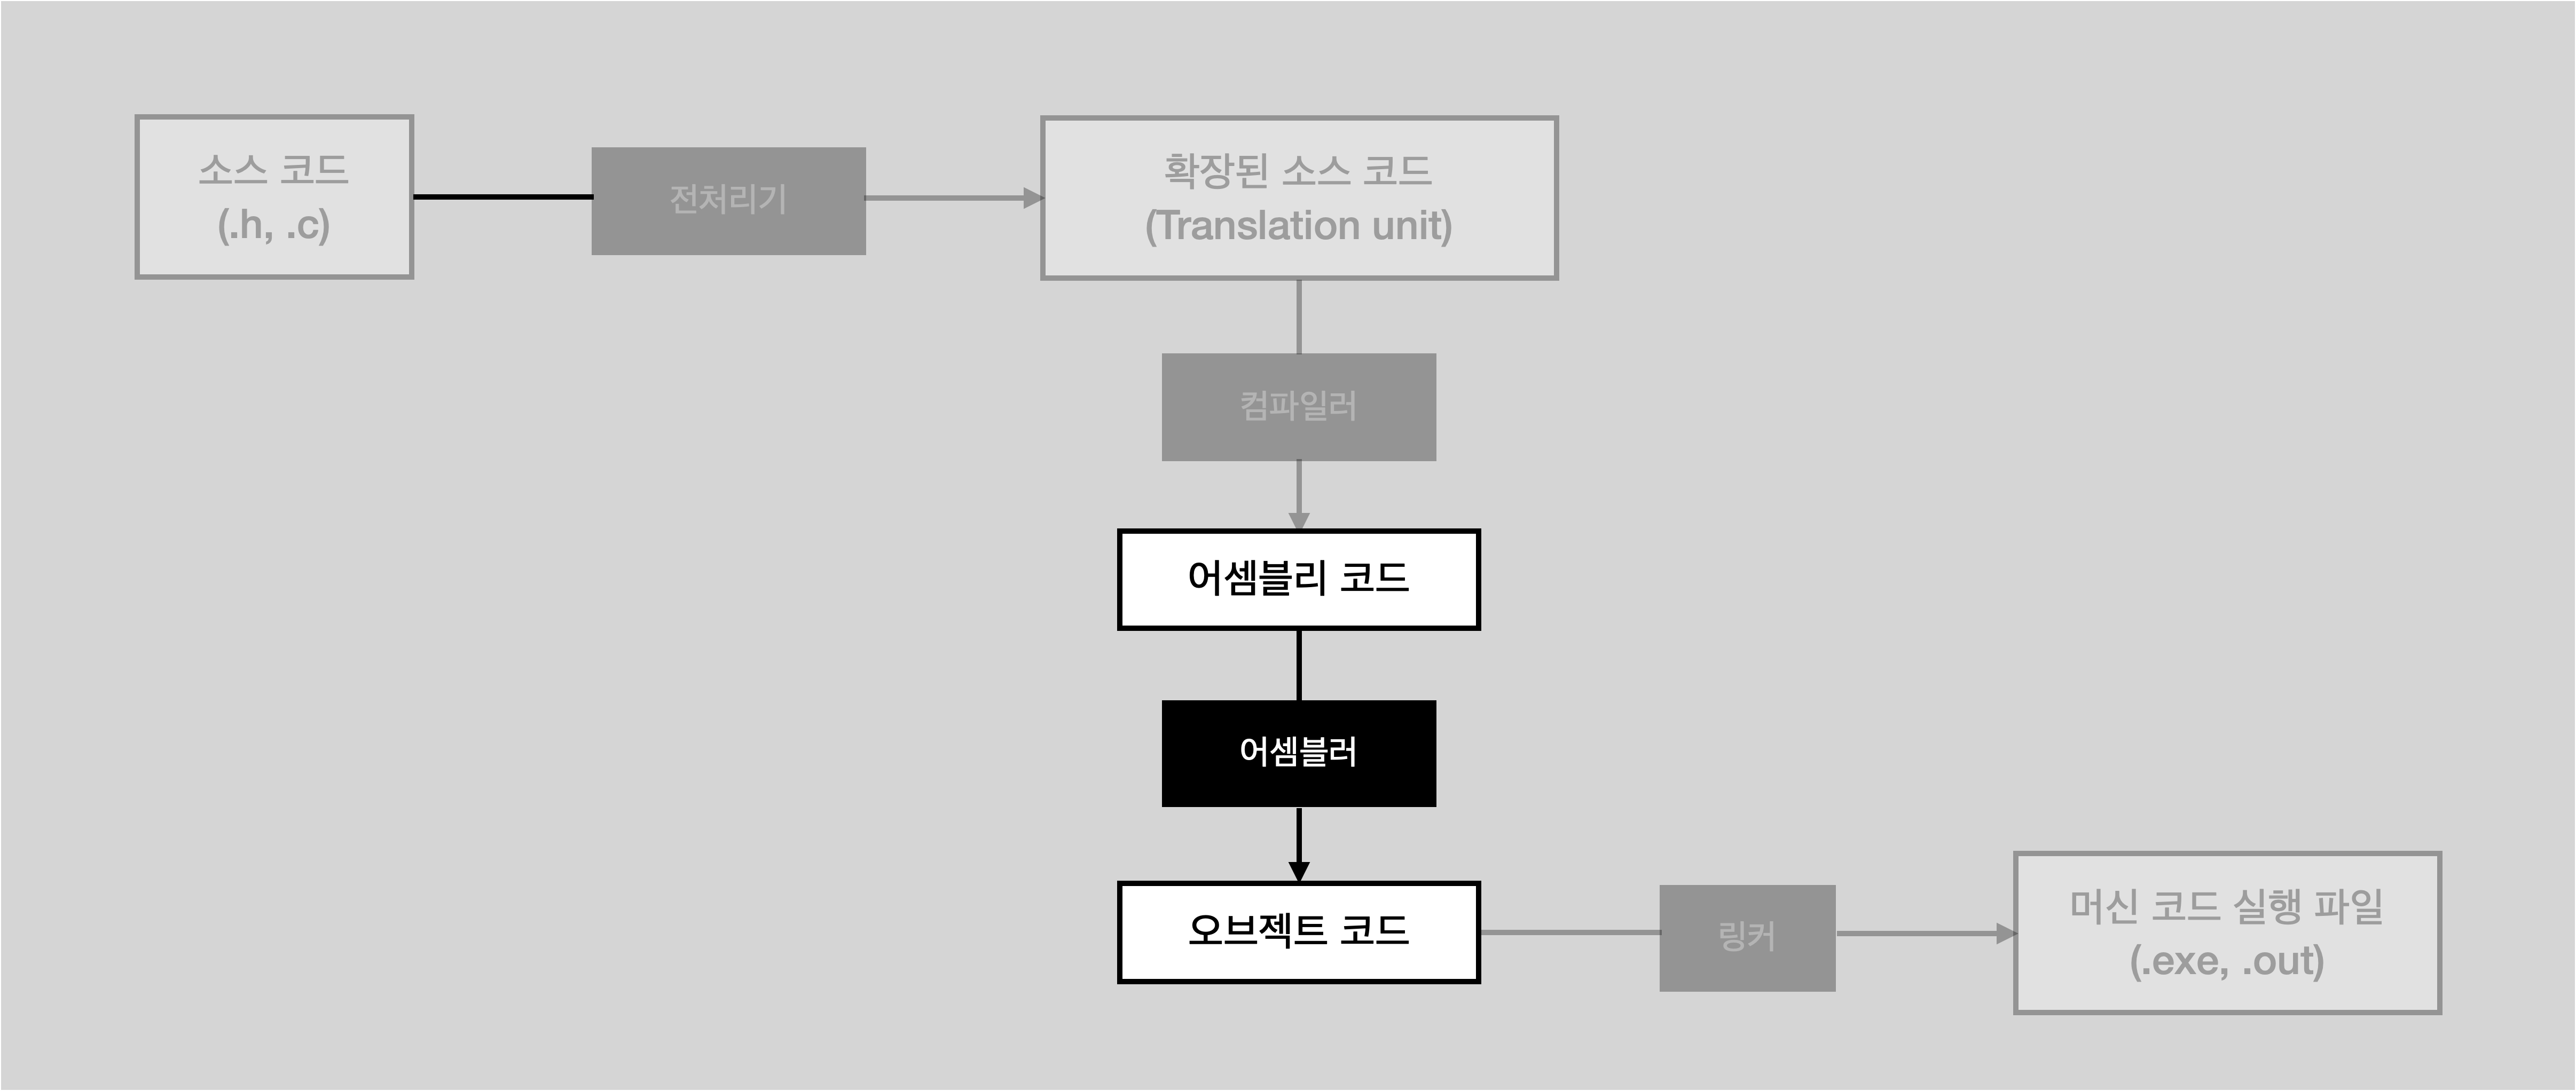 소스 코드
(.h, .c)
전처리기
확장된 소스 코드
(Translation unit)
컴파일러
어셈블리 코드
어셈블러
오브젝트 코드
링커
머신 코드 실행 파일
(.exe, .out)